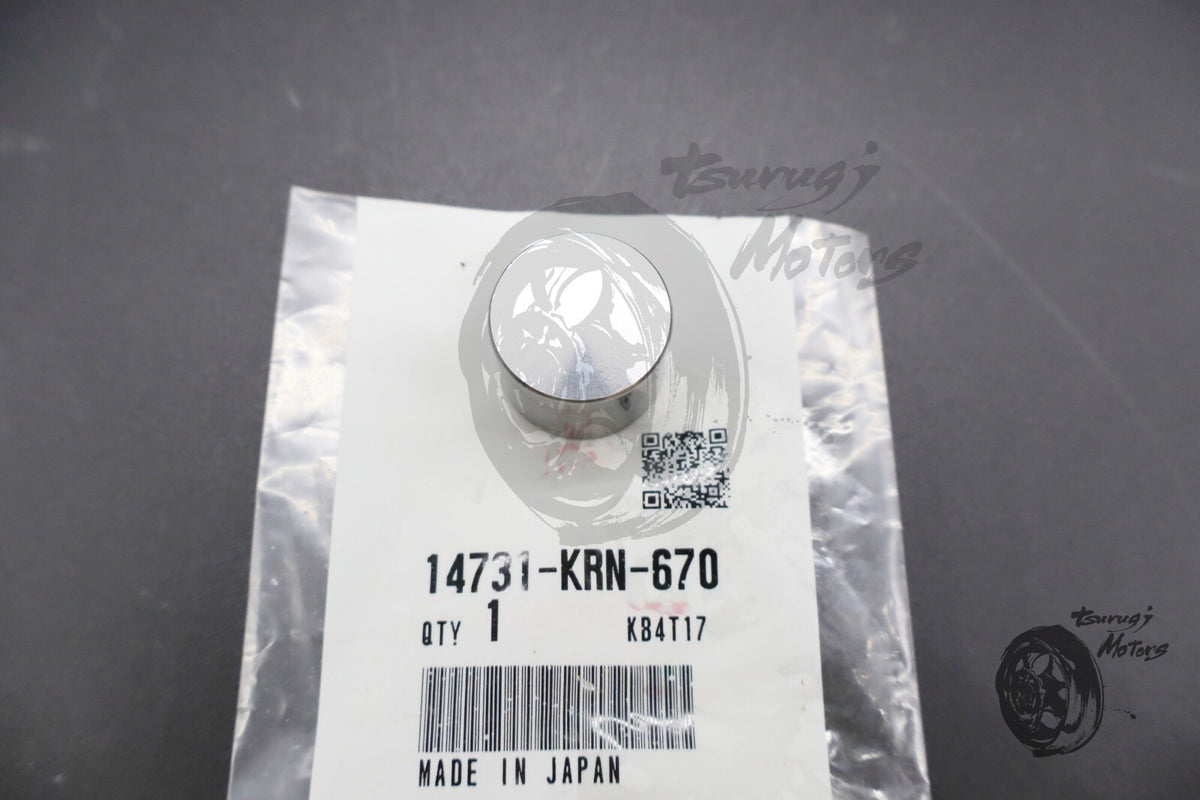 tsurugi
Motors
14731-KRN-670
QTY 1 KB4T17
MADE IN JAPAN
tsurugi
Motors